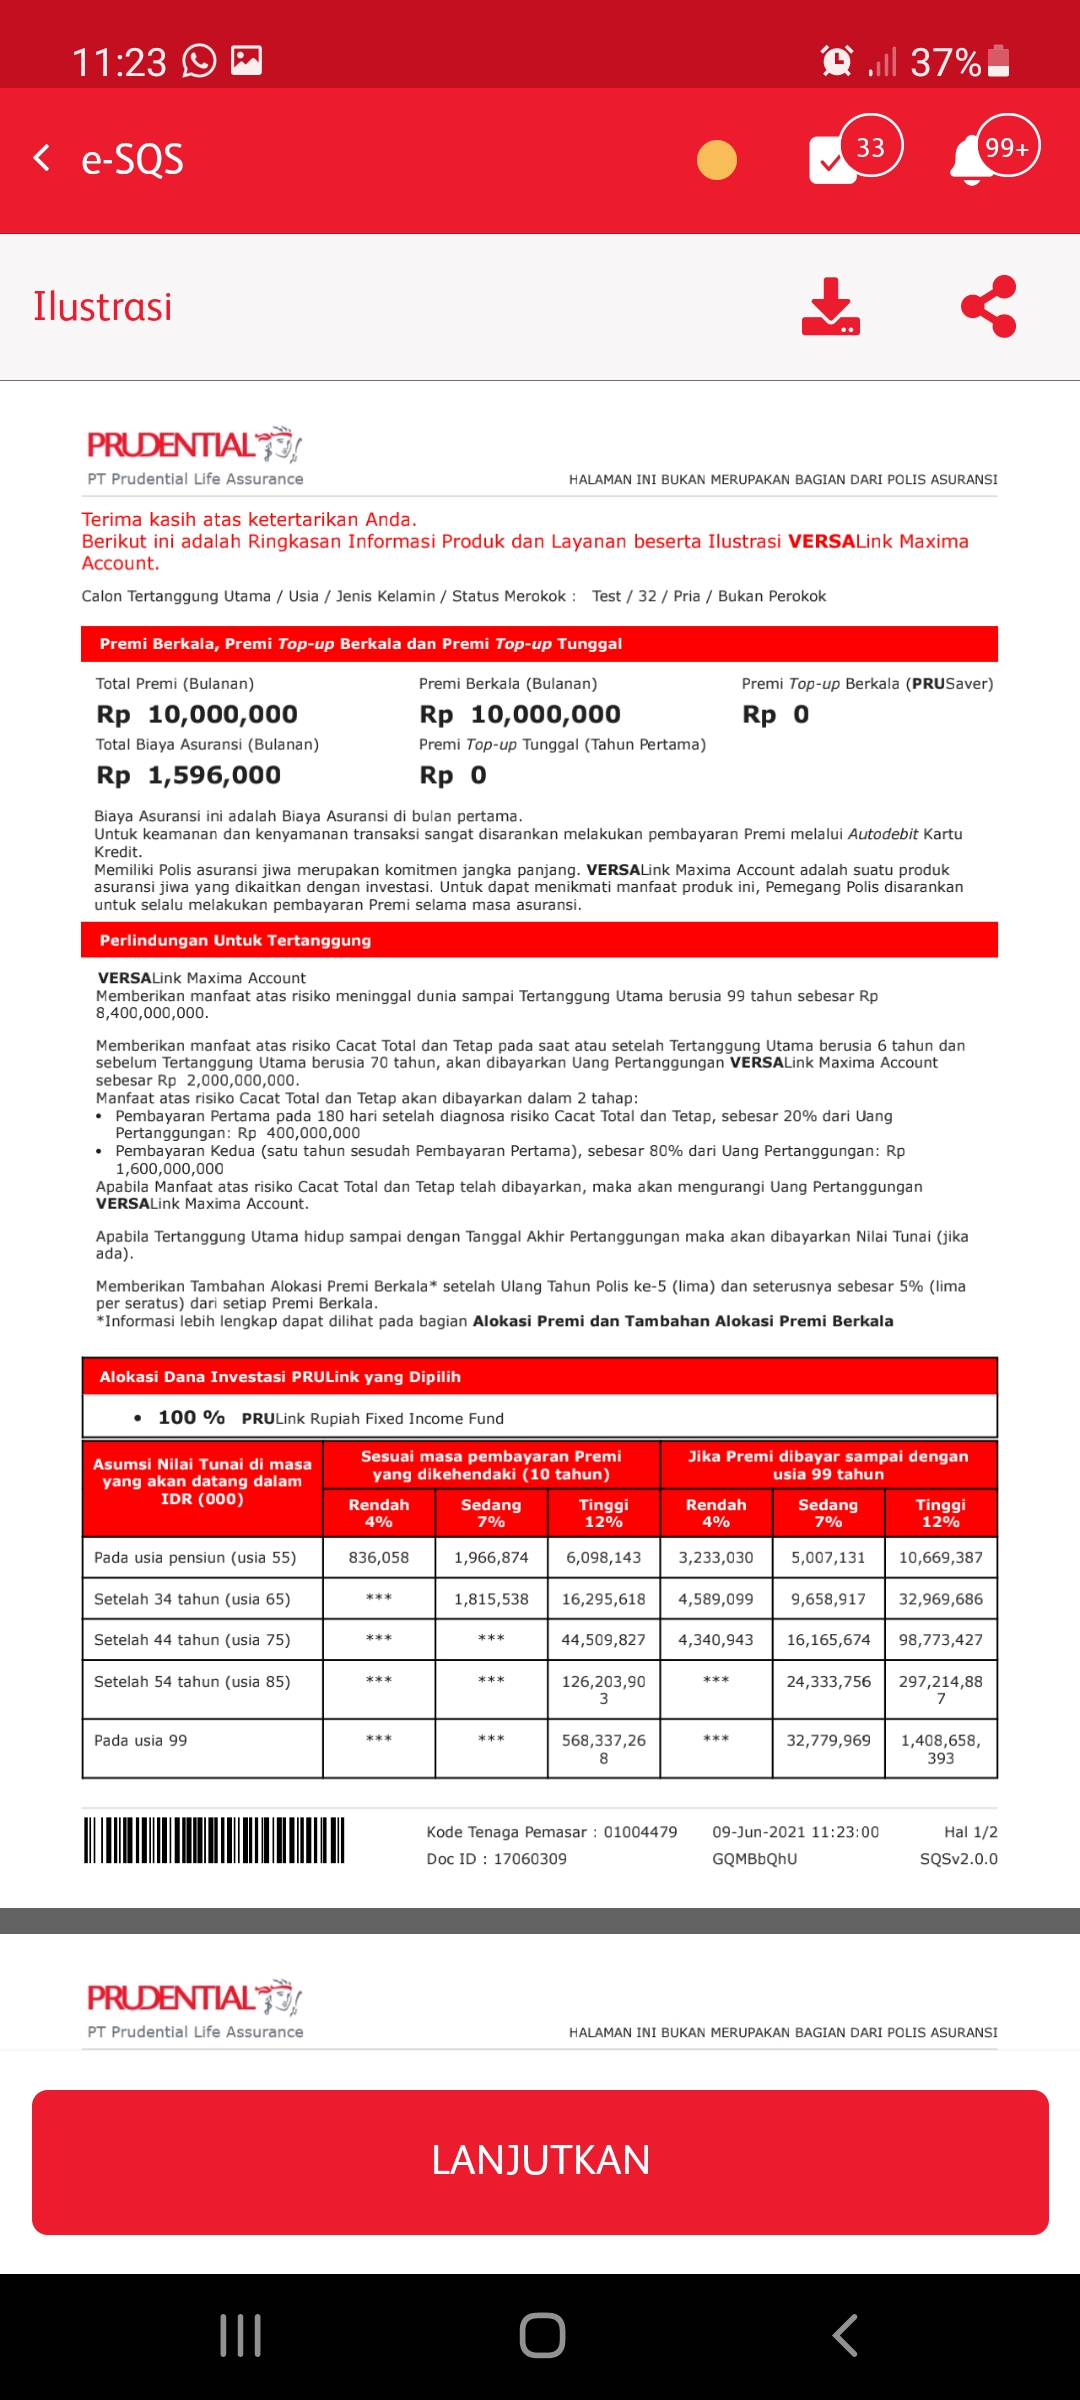 11:23 37%
e-SQS 33 99+
Ilustrasi
PRUDENTIAL
PT Prudential Life Assurance HALAMAN INI BUKAN MERUPAKAN BAGIAN DARI POLIS ASURANSI
Terima kasih atas ketertarikan Anda.
Berikut ini adalah Ringkasan Informasi Produk dan Layanan beserta Ilustrasi VERSALink Maxima
Account.
Calon Tertanggung Utama / Usia / Jenis Kelamin / Status Merokok : Test / 32 / Pria / Bukan Perokok
Premi Berkala, Premi Top-up Berkala dan Premi Top-up Tunggal
Total Premi (Bulanan) Premi Berkala (Bulanan) Premi Top-up Berkala (PRUSaver)
Rp 10,000,000 Rp 10,000,000 Rp 0
Total Biaya Asuransi (Bulanan) Premi Top-up Tunggal (Tahun Pertama)
Rp 1,596,000 Rp 0
Biaya Asuransi ini adalah Biaya Asuransi di bulan pertama.
Untuk keamanan dan kenyamanan transaksi sangat disarankan melakukan pembayaran Premi melalui Autodebit Kartu
Kredit.
Memiliki Polis asuransi jiwa merupakan komitmen jangka panjang. VERSALink Maxima Account adalah suatu produk
asuransi jiwa yang dikaitkan dengan investasi. Untuk dapat menikmati manfaat produk ini, Pemegang Polis disarankan
untuk selalu melakukan pembayaran Premi selama masa asuransi.
Perlindungan Untuk Tertanggung
VERSALink Maxima Account
Memberikan manfaat atas risiko meninggal dunia sampai Tertanggung Utama berusia 99 tahun sebesar Rp
8,400,000,000.
Memberikan manfaat atas risiko Cacat Total dan Tetap pada saat atau setelah Tertanggung Utama berusia 6 tahun dan
sebelum Tertanggung Utama berusia 70 tahun, akan dibayarkan Uang Pertanggungan VERSALink Maxima Account
sebesar Rp 2,000,000,000.
Manfaat atas risiko Cacat Total dan Tetap akan dibayarkan dalam 2 tahap:
• Pembayaran Pertama pada 180 hari setelah diagnosa risiko Cacat Total dan Tetap, sebesar 20% dari Uang
Pertanggungan: Rp 400,000,000
• Pembayaran Kedua (satu tahun sesudah Pembayaran Pertama), sebesar 80% dari Uang Pertanggungan: Rp
1,600,000,000
Apabila Manfaat atas risiko Cacat Total dan Tetap telah dibayarkan, maka akan mengurangi Uang Pertanggungan
VERSALink Maxima Account.
Apabila Tertanggung Utama hidup sampai dengan Tanggal Akhir Pertanggungan maka akan dibayarkan Nilai Tunai (jika
ada).
Memberikan Tambahan Alokasi Premi Berkala* setelah Ulang Tahun Polis ke-5 (lima) dan seterusnya sebesar 5% (lima
per seratus) dari setiap Premi Berkala.
*Informasi lebih lengkap dapat dilihat pada bagian Alokasi Premi dan Tambahan Alokasi Premi Berkala
Alokasi Dana Investasi PRULink yang Dipilih
• 100 % PRULink Rupiah Fixed Income Fund
Asumsi Nilai Tunai di masa
yang akan datang dalam
IDR (000)
Sesuai masa pembayaran Premi
yang dikehendaki (10 tahun)
Jika Premi dibayar sampai dengan
usia 99 tahun
Rendah Sedang Tinggi Rendah Sedang Tinggi
4% 7% 12% 4% 7% 12%
Pada usia pensiun (usia 55) 836,058 1,966,874 6,098,143 3,233,030 5,007,131 10,669,387
Setelah 34 tahun (usia 65) *** 1,815,538 16,295,618 4,589,099 9,658,917 32,969,686
Setelah 44 tahun (usia 75) *** *** 44,509,827 4,340,943 16,165,674 98,773,427
Setelah 54 tahun (usia 85) *** *** 126,203,90 *** 24,333,756 297,214,88
3 7
Pada usia 99 *** *** 568,337,26 *** 32,779,969 1,408,658,
8 393
Kode Tenaga Pemasar : 01004479 09-Jun-2021 11:23:00 Hal 1/2
Doc ID : 17060309 GQMBbQhU SQSv2.0.0
PRUDENTIAL
PT Prudential Life Assurance HALAMAN INI BUKAN MERUPAKAN BAGIAN DARI POLIS ASURANSI
LANJUTKAN